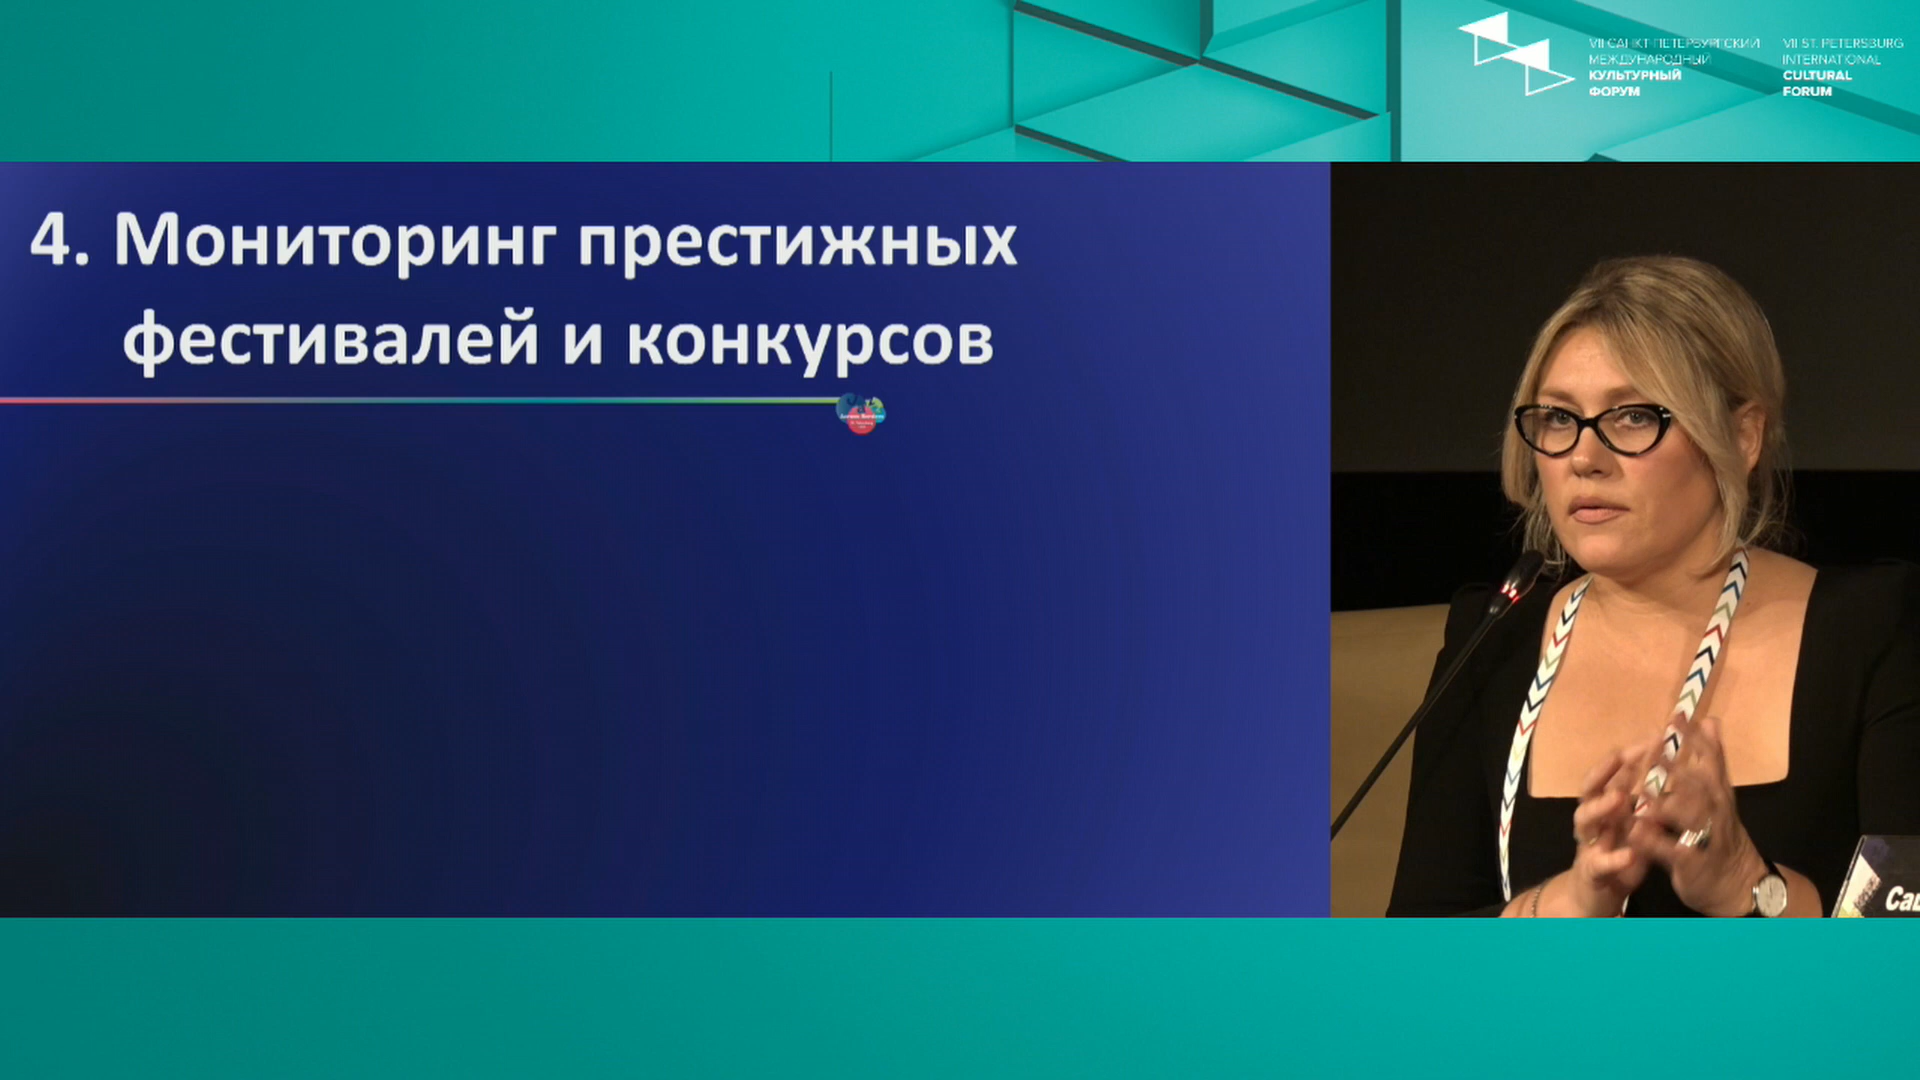 VII САНКТ-ПЕТЕРБУРГСКИЙ
МЕЖДУНАРОДНЫЙ
КУЛЬТУРНЫЙ
ФОРУМ
VII ST. PETERSBURG
INTERNATIONAL
CULTURAL
FORUM
4. Мониторинг престижных
фестивалей и конкурсов